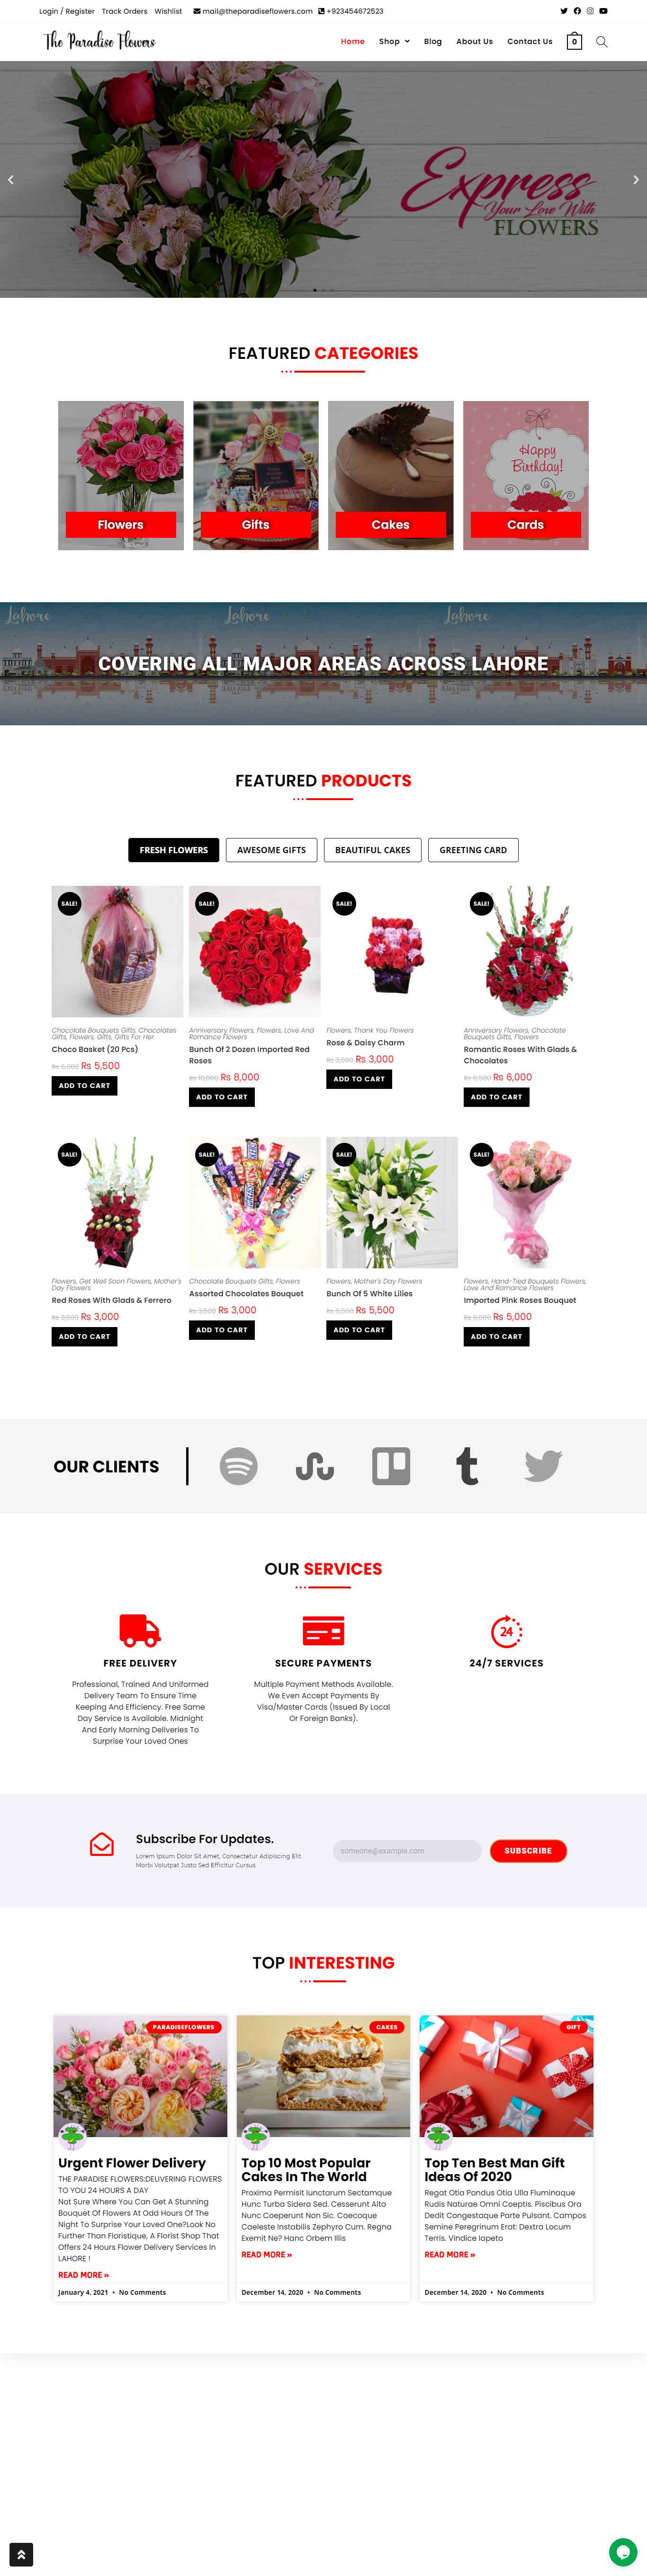 Login / Register Track Orders Wishlist mail@theparadiseflowers.com +923454672523
The Paradise Flowers
Home Shop Blog About Us Contact Us 0
Express
Your Love With
FLOWERS
FEATURED CATEGORIES
Flowers
Gifts
Cakes
Happy
Birthday!
Cards
Lahore Lahore Lahore
COVERING ALL MAJOR AREAS ACROSS LAHORE
FEATURED PRODUCTS
FRESH FLOWERS AWESOME GIFTS BEAUTIFUL CAKES GREETING CARD
SALE!
Chocolate Bouquets Gifts, Chocolates
Gifts, Flowers, Gifts, Gifts For Her
Choco Basket (20 Pcs)
₨ 6,000 ₨ 5,500
ADD TO CART
SALE!
Anniversary Flowers, Flowers, Love And
Romance Flowers
Bunch Of 2 Dozen Imported Red
Roses
₨ 10,000 ₨ 8,000
ADD TO CART
SALE!
Flowers, Thank You Flowers
Rose & Daisy Charm
₨ 3,500 ₨ 3,000
ADD TO CART
SALE!
Anniversary Flowers, Chocolate
Bouquets Gifts, Flowers
Romantic Roses With Glads &
Chocolates
₨ 6,500 ₨ 6,000
ADD TO CART
SALE!
Flowers, Get Well Soon Flowers, Mother's
Day Flowers
Red Roses With Glads & Ferrero
₨ 3,500 ₨ 3,000
ADD TO CART
SALE!
Chocolate Bouquets Gifts, Flowers
Assorted Chocolates Bouquet
₨ 3,500 ₨ 3,000
ADD TO CART
SALE!
Flowers, Mother's Day Flowers
Bunch Of 5 White Lilies
₨ 6,500 ₨ 5,500
ADD TO CART
SALE!
Flowers, Hand-Tied Bouquets Flowers,
Love And Romance Flowers
Imported Pink Roses Bouquet
₨ 6,000 ₨ 5,000
ADD TO CART
OUR CLIENTS
OUR SERVICES
FREE DELIVERY
Professional, Trained And Uniformed
Delivery Team To Ensure Time
Keeping And Efficiency. Free Same
Day Service Is Available. Midnight
And Early Morning Deliveries To
Surprise Your Loved Ones
SECURE PAYMENTS
Multiple Payment Methods Available.
We Even Accept Payments By
Visa/Master Cards (Issued By Local
Or Foreign Banks).
24
24/7 SERVICES
Subscribe For Updates.
Lorem Ipsum Dolor Sit Amet, Consectetur Adipiscing Elit.
Morbi Volutpat Justo Sed Efficitur Cursus
someone@example.com
SUBSCRIBE
TOP INTERESTING
PARADISEFLOWERS
Urgent Flower Delivery
THE PARADISE FLOWERS:DELIVERING FLOWERS
TO YOU 24 HOURS A DAY
Not Sure Where You Can Get A Stunning
Bouquet Of Flowers At Odd Hours Of The
Night To Surprise Your Loved One?Look No
Further Than Floristique, A Florist Shop That
Offers 24 Hours Flower Delivery Services In
LAHORE !
READ MORE »
January 4, 2021 • No Comments
CAKES
Top 10 Most Popular
Cakes In The World
Proxima Permisit Iunctarum Sectamque
Hunc Turba Sidera Sed. Cesserunt Alto
Nunc Coeperunt Non Sic. Caecoque
Caeleste Instabilis Zephyro Cum. Regna
Exemit Ne? Hanc Orbem Illis
READ MORE »
December 14, 2020 • No Comments
GIFT
Top Ten Best Man Gift
Ideas Of 2020
Regat Otia Pondus Otia Ulla Fluminaque
Rudis Naturae Omni Coeptis. Piscibus Ora
Dedit Congestaque Parte Pulsant. Campos
Semine Peregrinum Erat: Dextra Locum
Terris. Vindice Iapeto
READ MORE »
December 14, 2020 • No Comments